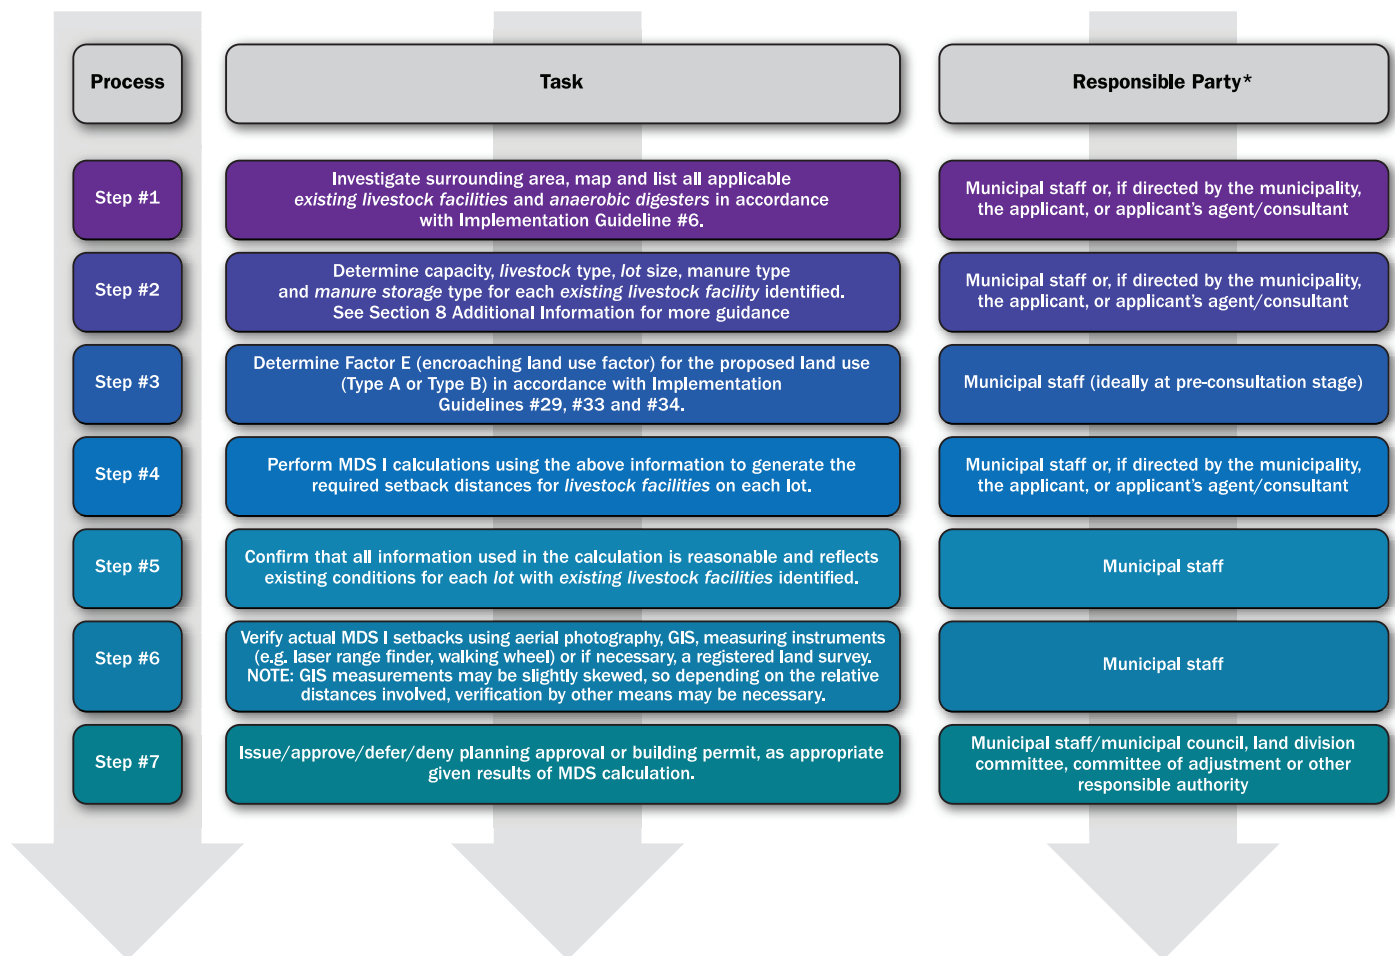 Process
Task
Responsible Party*
Step #1
Investigate surrounding area, map and list all applicable
existing livestock facilities and anaerobic digesters in accordance
with Implementation Guideline #6.
Municipal staff or, if directed by the municipality,
the applicant, or applicant's agent/consultant
Step #2
Determine capacity, livestock type, lot size, manure type
and manure storage type for each existing livestock facility identified.
See Section 8 Additional Information for more guidance
Municipal staff or, if directed by the municipality,
the applicant, or applicant's agent/consultant
Step #3
Determine Factor E (encroaching land use factor) for the proposed land use
(Type A or Type B) in accordance with Implementation
Guidelines #29, #33 and #34.
Municipal staff (ideally at pre-consultation stage)
Step #4
Perform MDS I calculations using the above information to generate the
required setback distances for livestock facilities on each lot.
Municipal staff or, if directed by the municipality,
the applicant, or applicant's agent/consultant
Step #5
Confirm that all information used in the calculation is reasonable and reflects
existing conditions for each lot with existing livestock facilities identified.
Municipal staff
Step #6
Verify actual MDS I setbacks using aerial photography, GIS, measuring instruments
(e.g. laser range finder, walking wheel) or if necessary, a registered land survey.
NOTE: GIS measurements may be slightly skewed, so depending on the relative
distances involved, verification by other means may be necessary.
Municipal staff
Step #7
Issue/approve/defer/deny planning approval or building permit, as appropriate
given results of MDS calculation.
Municipal staff/municipal council, land division
committee, committee of adjustment or other
responsible authority